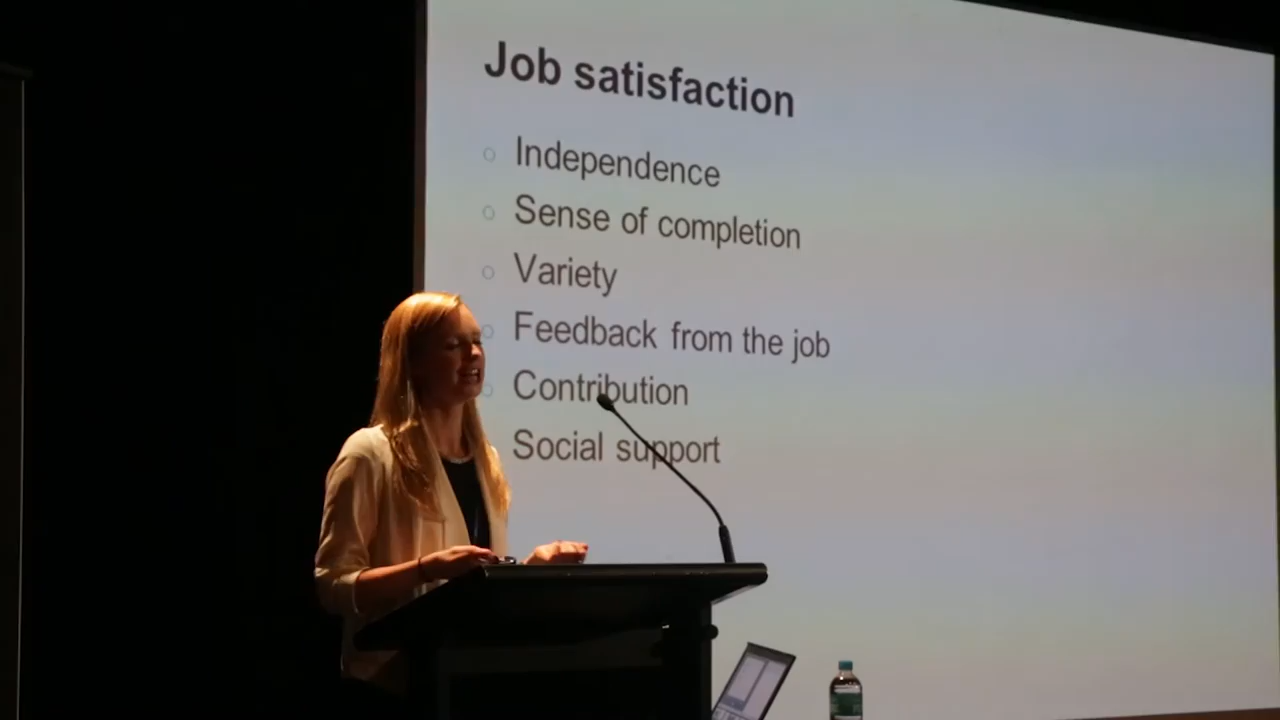 Job satisfaction
Independence
Sense of completion
Variety
Feedback from the job
Contribution
Social support